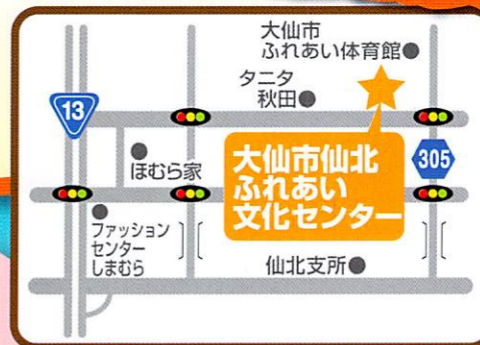 大仙市
ふれあい体育館
タニタ
秋田
13
ほむら家
大仙市仙北
ふれあい
文化センター
305
ファッション
センター
しまむら
仙北支所